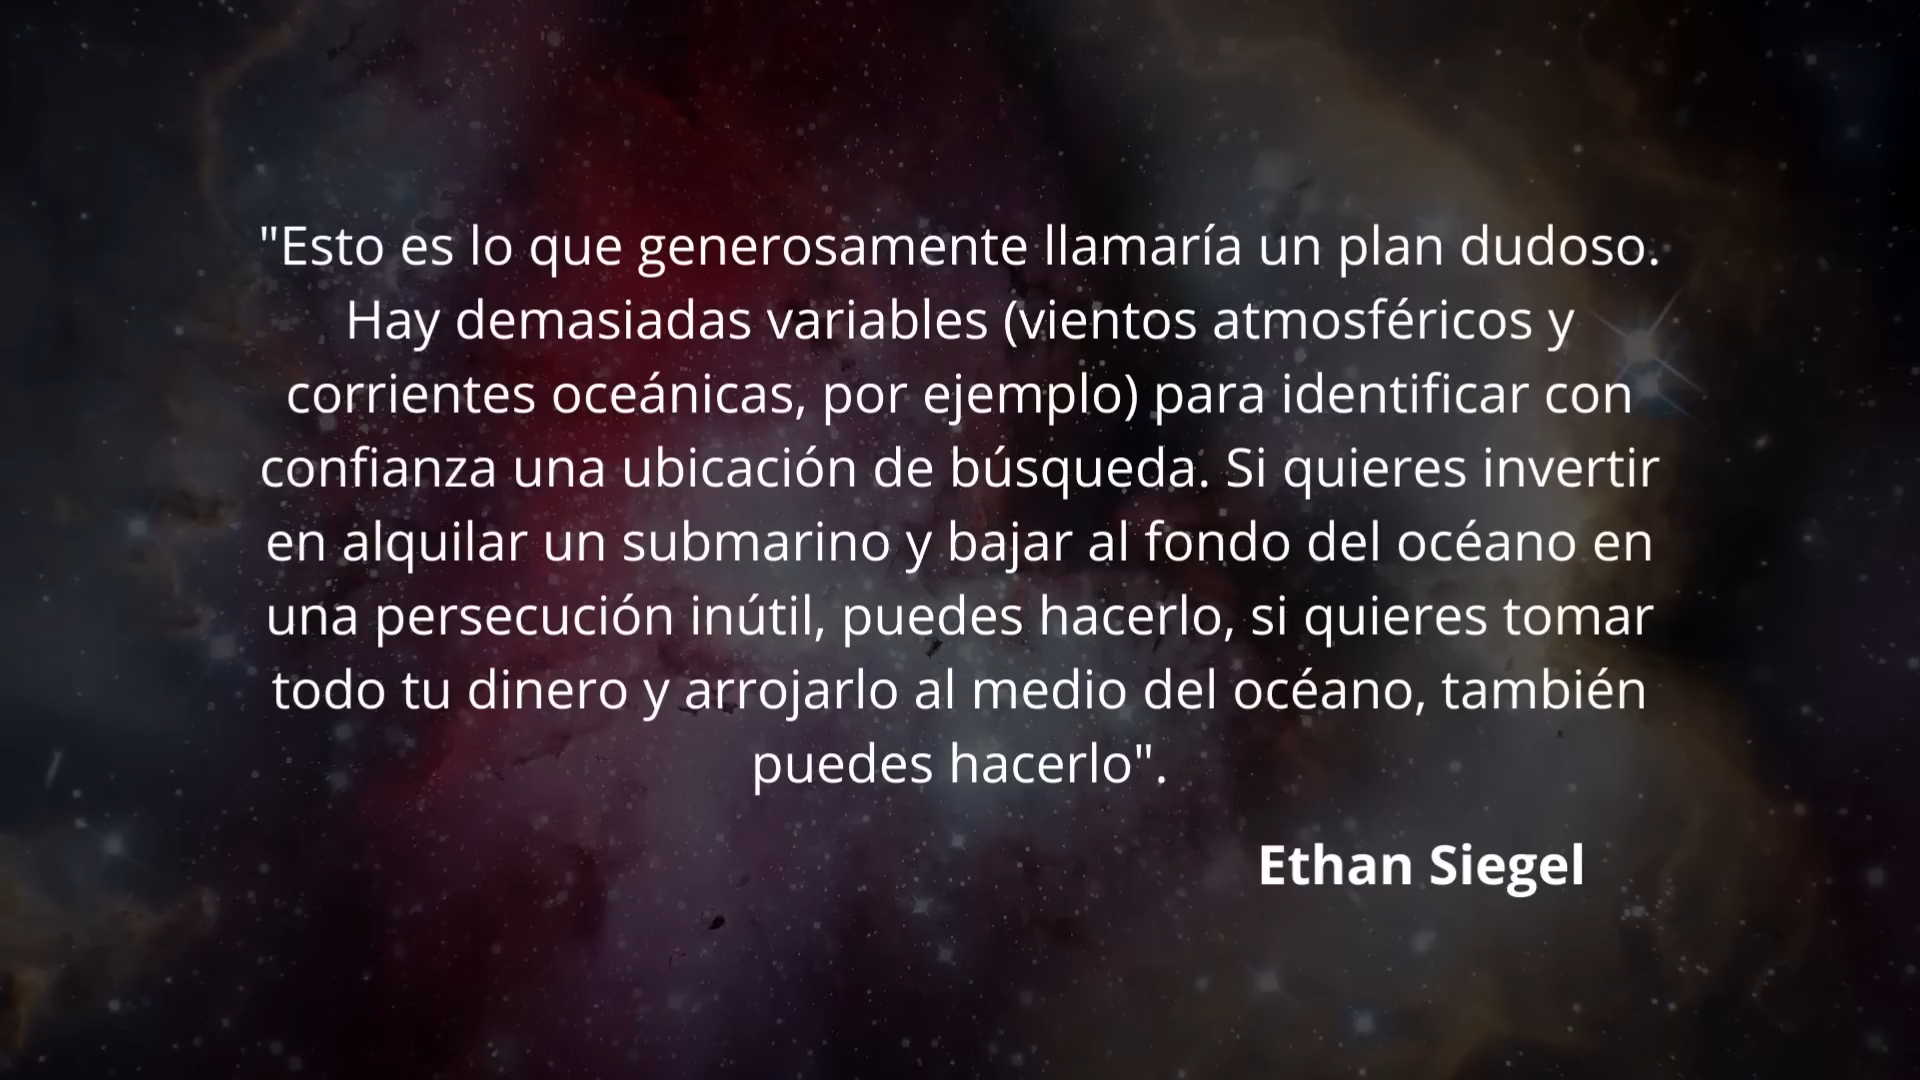 "Esto es lo que generosamente llamaría un plan dudoso.
Hay demasiadas variables (vientos atmosféricos y
corrientes oceánicas, por ejemplo) para identificar con
confianza una ubicación de búsqueda. Si quieres invertir
en alquilar un submarino y bajar al fondo del océano en
una persecución inútil, puedes hacerlo, si quieres tomar
todo tu dinero y arrojarlo al medio del océano, también
puedes hacerlo".
Ethan Siegel